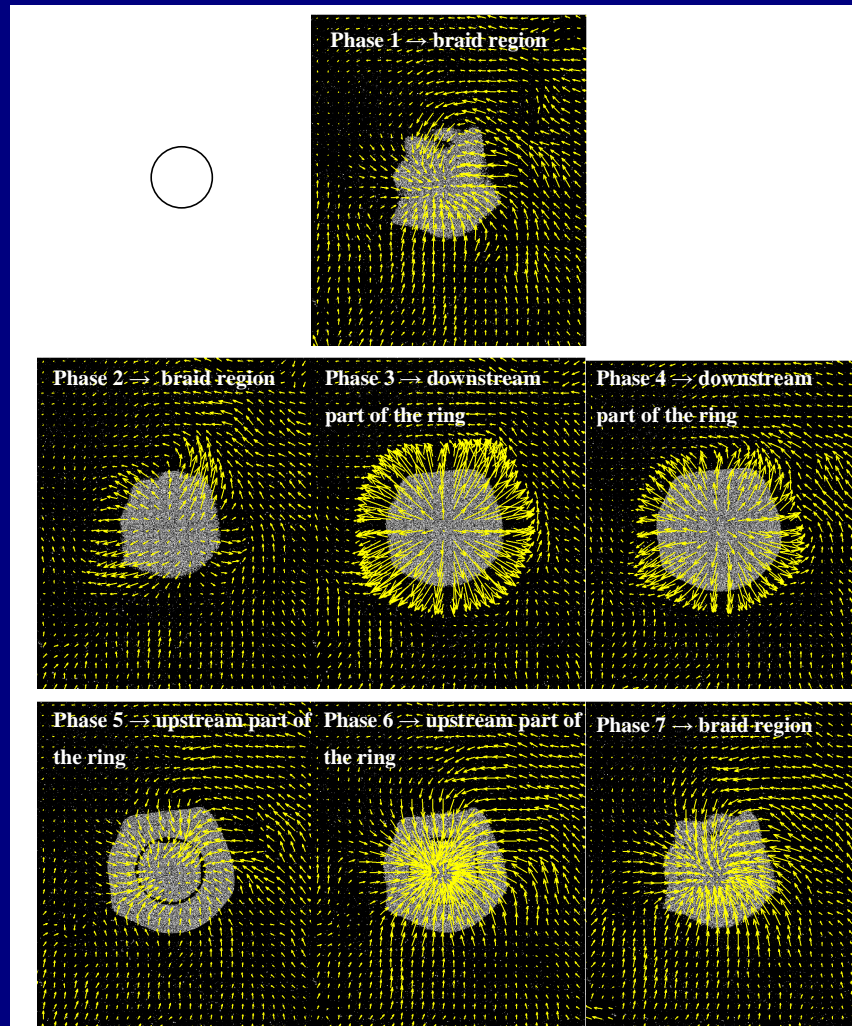 Phase 1 → braid region
Phase 2 → braid region
Phase 3 → downstream
part of the ring
Phase 4 → downstream
part of the ring
Phase 5 → upstream part of
the ring
Phase 6 → upstream part of
the ring
Phase 7 → braid region